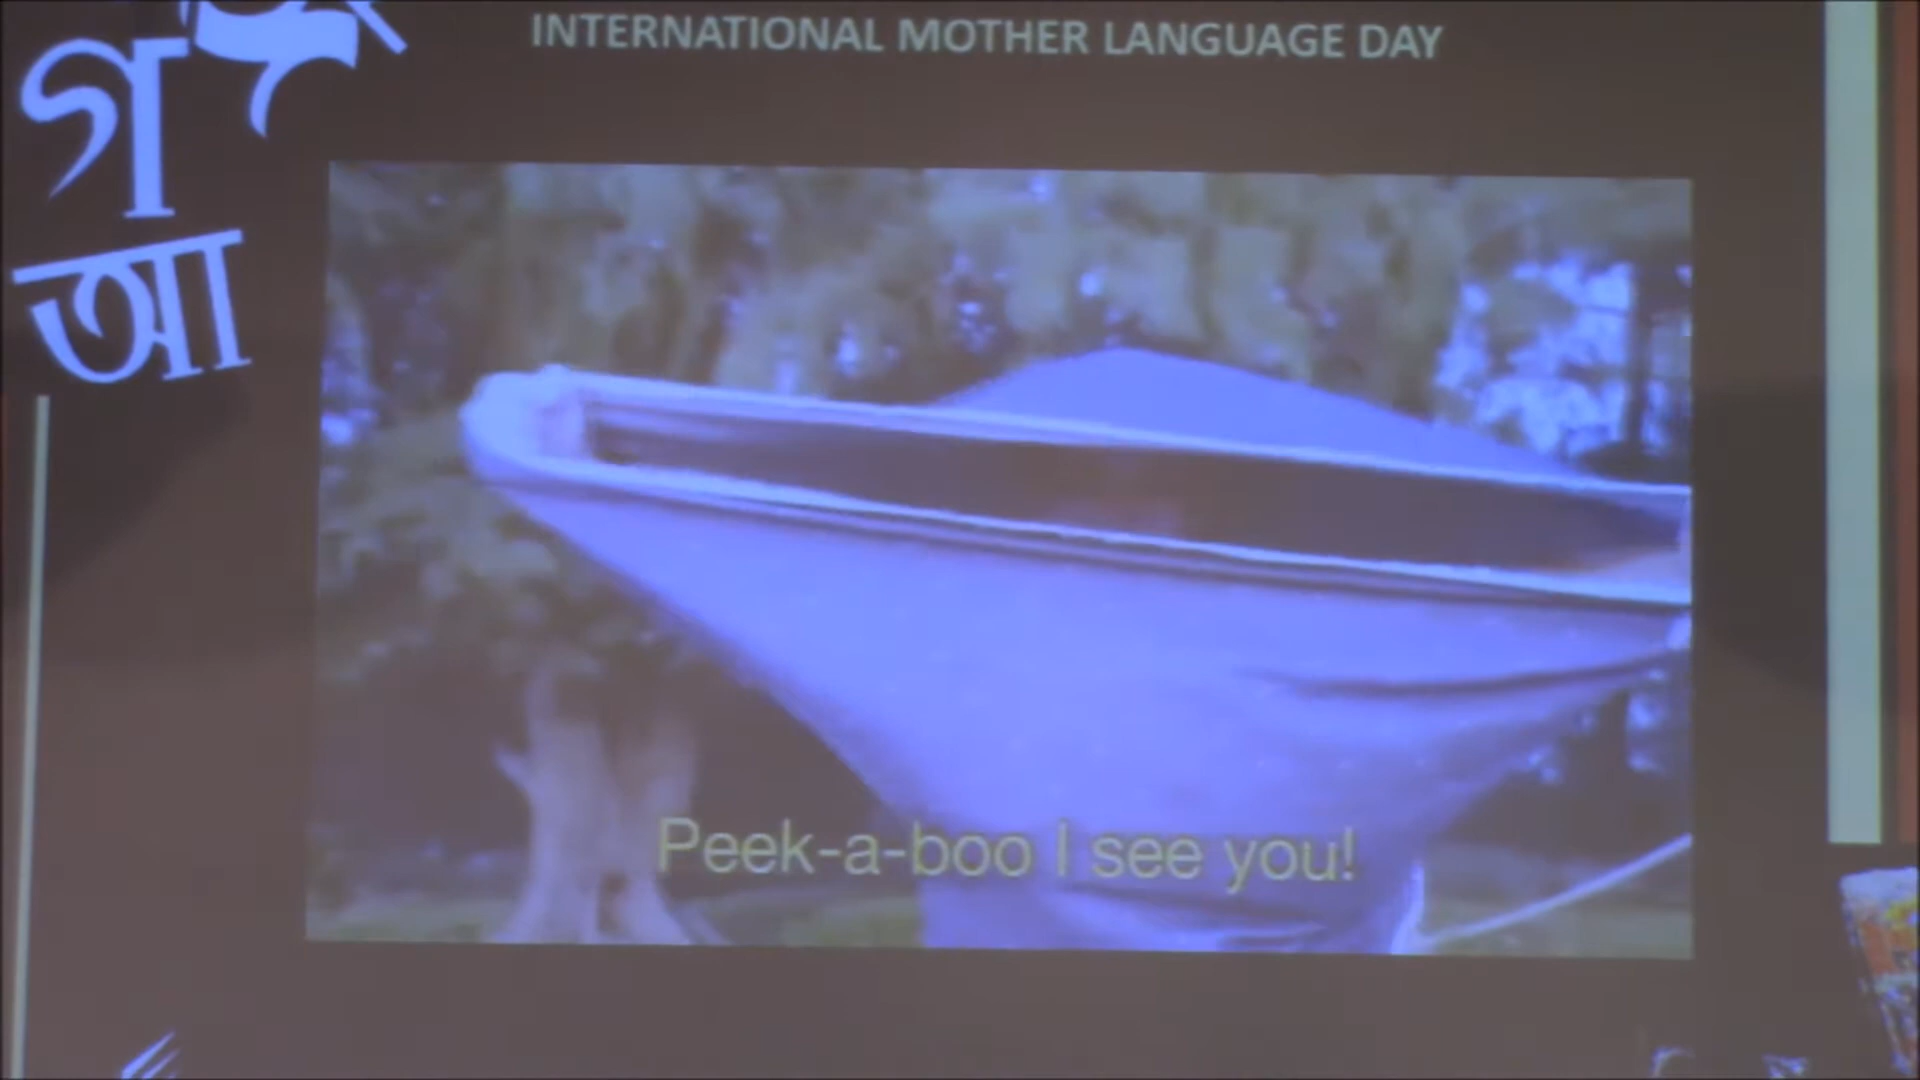 INTERNATIONAL MOTHER LANGUAGE DAY
গ
আ
Peek-a-boo I see you!